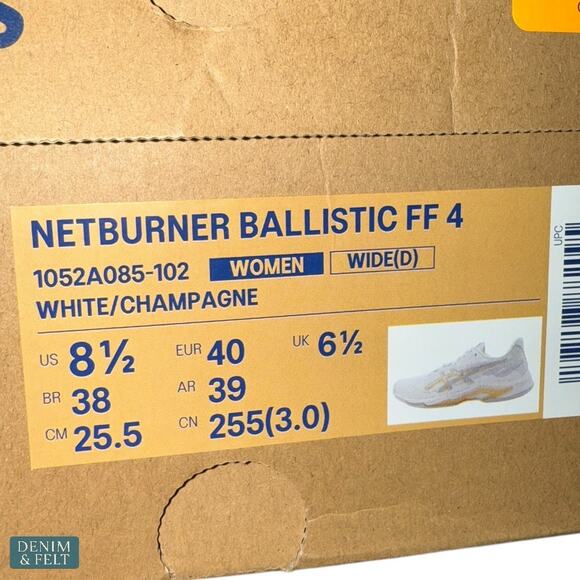 NETBURNER BALLISTIC FF 4
1052A085-102 WOMEN WIDE(D)
WHITE/CHAMPAGNE
US 8½ EUR 40 UK 6½
BR 38 AR 39
CM 25.5 CN 255(3.0)
UPC
DENIM
& FELT